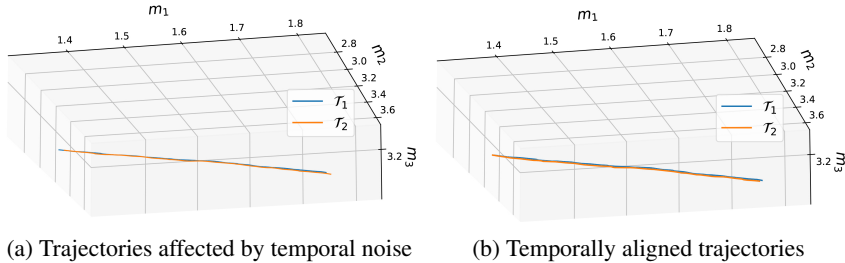 m₁
1.4 1.5 1.6 1.7 1.8
m₂
2.8
3.0
3.2
3.4
3.6
𝒯₁
𝒯₂
3.2
m₃
(a) Trajectories affected by temporal noise
m₁
1.4 1.5 1.6 1.7 1.8
m₂
2.8
3.0
3.2
3.4
3.6
𝒯₁
𝒯₂
3.2
m₃
(b) Temporally aligned trajectories